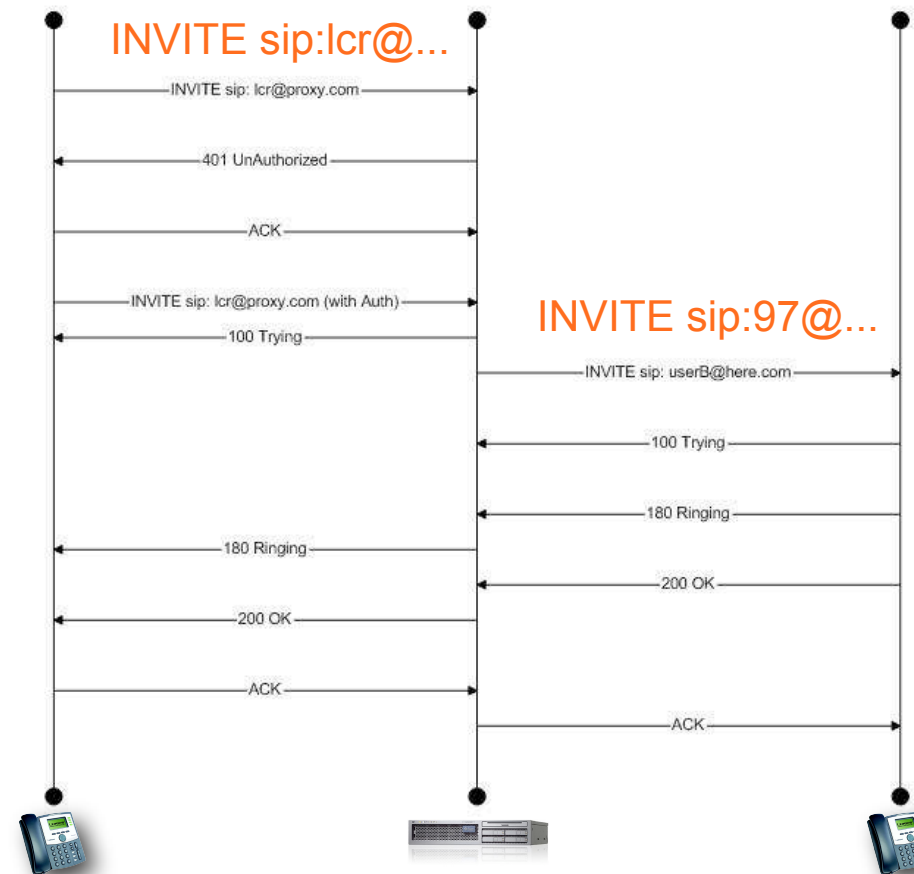 INVITE sip:lcr@...
INVITE sip: lcr@proxy.com
401 UnAuthorized
ACK
INVITE sip: lcr@proxy.com (with Auth)
INVITE sip:97@...
100 Trying
INVITE sip: userB@here.com
100 Trying
180 Ringing
180 Ringing
200 OK
200 OK
ACK
ACK